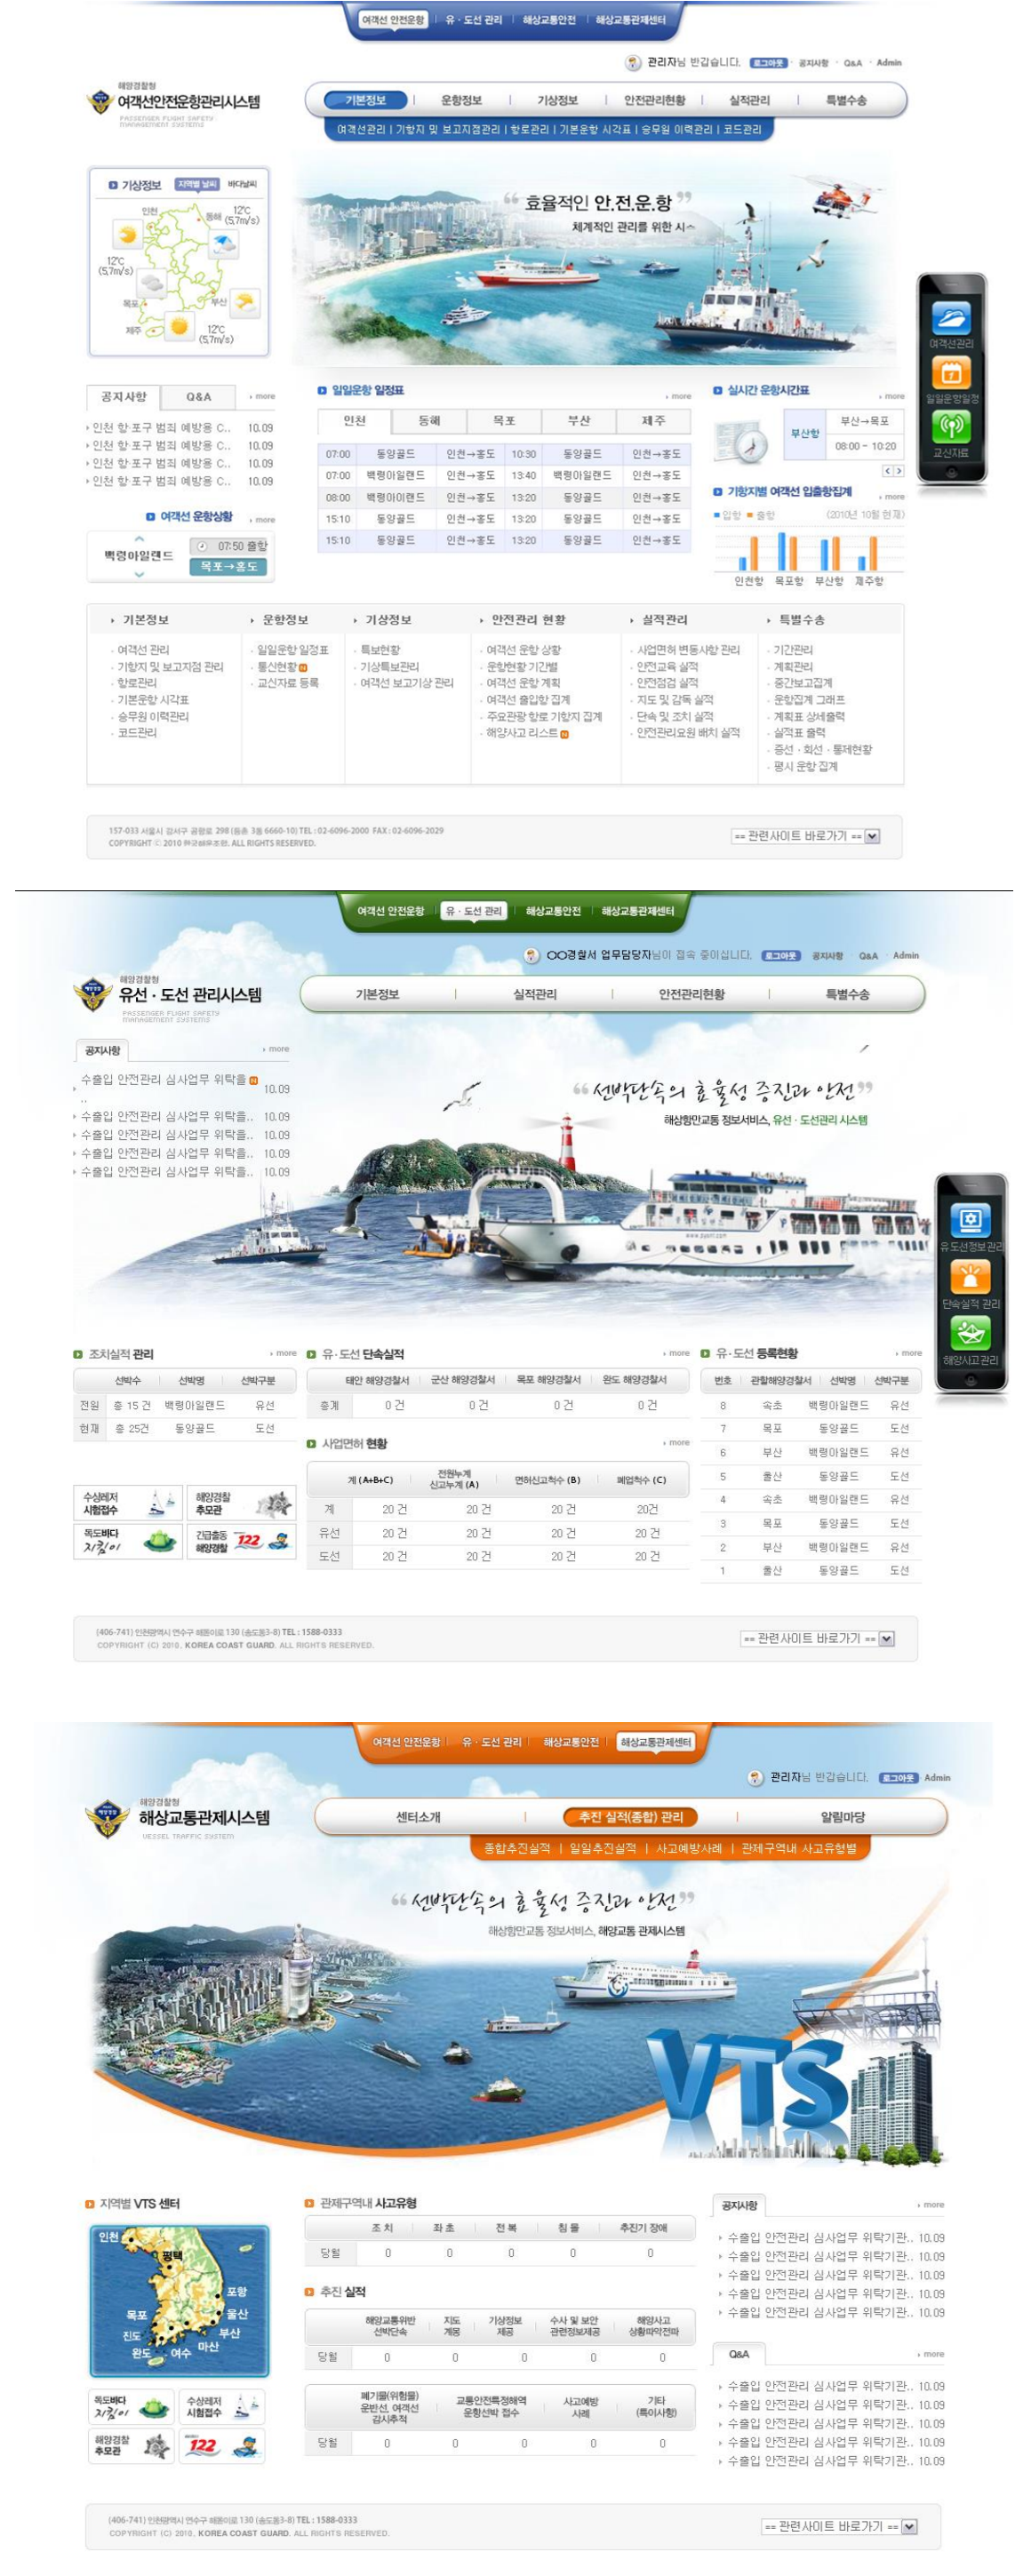 여객선 안전운항 유 · 도선 관리 해상교통안전 해상교통관제센터
관리자님 반갑습니다. 로그아웃 공지사항 Q&A Admin
해양경찰청
여객선안전운항관리시스템
PASSENGER FLIGHT SAFETY
MANAGEMENT SYSTEMS
기본정보 운항정보 기상정보 안전관리현황 실적관리 특별수송
여객선관리 | 기항지 및 보고지점관리 | 항로관리 | 기본운항 시각표 | 승무원 이력관리 | 코드관리
기상정보 지역별 날씨 바다날씨
인천 동해 12℃
(5.7m/s)
12℃
(5.7m/s)
목포 부산
제주 12℃
(5.7m/s)
“ 효율적인 안.전.운.항 ”
체계적인 관리를 위한 시스
여객선관리
일일운항일정
교신자료
공지사항 Q&A more
인천 항·포구 범죄 예방용 C.. 10.09
인천 항·포구 범죄 예방용 C.. 10.09
인천 항·포구 범죄 예방용 C.. 10.09
인천 항·포구 범죄 예방용 C.. 10.09
여객선 운항상황 more
백령아일랜드 07:50 출항
목포→홍도
일일운항 일정표 more
인천 동해 목포 부산 제주
07:00 동양골드 인천→홍도 10:30 동양골드 인천→홍도
07:00 백령아일랜드 인천→홍도 13:40 백령아일랜드 인천→홍도
08:00 백령아이랜드 인천→홍도 13:20 동양골드 인천→홍도
15:10 동양골드 인천→홍도 13:20 동양골드 인천→홍도
15:10 동양골드 인천→홍도 13:20 동양골드 인천→홍도
실시간 운항시간표 more
부산항 부산→목포
08:00 ~ 10:20
기항지별 여객선 입출항집계 more
입항 출항 (2010년 10월 현재)
인천항 목포항 부산항 제주항
기본정보
여객선 관리
기항지 및 보고지점 관리
항로관리
기본운항 시각표
승무원 이력관리
코드관리
운항정보
일일운항 일정표
통신현황
교신자료 등록
기상정보
특보현황
기상특보관리
여객선 보고기상 관리
안전관리 현황
여객선 운항 상황
운항현황 기간별
여객선 운항 계획
여객선 출입항 집계
주요관광 항로 기항지 집계
해양사고 리스트
실적관리
사업면허 변동사항 관리
안전교육 실적
안전점검 실적
지도 및 감독 실적
단속 및 조치 실적
안전관리요원 배치 실적
특별수송
기간관리
계획관리
중간보고집계
운항집계 그래프
계획표 상세출력
실적표 출력
증선 · 회선 · 통제현황
평시 운항 집계
157-033 서울시 강서구 공항로 298 (등촌 3동 6660-10) TEL : 02-6096-2000 FAX : 02-6096-2029
COPYRIGHT ⓒ 2010 한국해운조합. ALL RIGHTS RESERVED.
== 관련사이트 바로가기 ==
여객선 안전운항 유 · 도선 관리 해상교통안전 해상교통관제센터
OO경찰서 업무담당자님이 접속 중이십니다. 로그아웃 공지사항 Q&A Admin
해양경찰청
유선 · 도선 관리시스템
PASSENGER FLIGHT SAFETY
MANAGEMENT SYSTEMS
기본정보 실적관리 안전관리현황 특별수송
공지사항 more
수출입 안전관리 심사업무 위탁을
.. 10.09
수출입 안전관리 심사업무 위탁을.. 10.09
수출입 안전관리 심사업무 위탁을.. 10.09
수출입 안전관리 심사업무 위탁을.. 10.09
수출입 안전관리 심사업무 위탁을.. 10.09
“ 선박단속의 효율성 증진과 안전 ”
해상항만교통 정보서비스, 유선 · 도선관리 시스템
유도선정보관리
단속실적 관리
해양사고관리
조치실적 관리 more
선박수 선박명 선박구분
전일 총 15 건 백령아일랜드 유선
현재 총 25건 동양골드 도선
수상레저
시험접수
해양경찰
추모관
독도바다
지킴이
긴급출동
해양경찰 122
유·도선 단속실적 more
태안 해양경찰서 군산 해양경찰서 목포 해양경찰서 완도 해양경찰서
총계 0 건 0 건 0 건 0 건
사업면허 현황 more
계 (A+B+C) 전원누계
신고누계 (A) 면허신고척수 (B) 폐업척수 (C)
계 20 건 20 건 20 건 20건
유선 20 건 20 건 20 건 20 건
도선 20 건 20 건 20 건 20 건
유·도선 등록현황 more
번호 관할해양경찰서 선박명 선박구분
8 속초 백령아일랜드 유선
7 목포 동양골드 도선
6 부산 백령아일랜드 유선
5 울산 동양골드 도선
4 속초 백령아일랜드 유선
3 목포 동양골드 도선
2 부산 백령아일랜드 유선
1 울산 동양골드 도선
(406-741) 인천광역시 연수구 해돋이로 130 (송도동3-8) TEL : 1588-0333
COPYRIGHT (C) 2010. KOREA COAST GUARD. ALL RIGHTS RESERVED.
== 관련사이트 바로가기 ==
여객선 안전운항 유 · 도선 관리 해상교통안전 해상교통관제센터
관리자님 반갑습니다. 로그아웃 Admin
해양경찰청
해상교통관제시스템
VESSEL TRAFFIC SYSTEM
센터소개 추진 실적(종합) 관리 알림마당
종합추진실적 | 일일추진실적 | 사고예방사례 | 관제구역내 사고유형별
“ 선박단속의 효율성 증진과 안전 ”
해상항만교통 정보서비스, 해양교통 관제시스템
VTS
지역별 VTS 센터
인천
평택
포항
목포 울산
진도 부산
완도 여수 마산
독도바다
지킴이
수상레저
시험접수
해양경찰
추모관
122
관제구역내 사고유형
조 치 좌 초 전 복 침 몰 추진기 장애
당월 0 0 0 0 0
추진 실적
해양교통위반
선박단속 지도
계몽 기상정보
제공 수사 및 보안
관련정보제공 해양사고
상황파악전파
당월 0 0 0 0 0
폐기물(위험물)
운반선, 여객선
감시추적 교통안전특정해역
운항선박 접수 사고예방
사례 기타
(특이사항)
당월 0 0 0 0 0
공지사항 more
수출입 안전관리 심사업무 위탁기관.. 10.09
수출입 안전관리 심사업무 위탁기관.. 10.09
수출입 안전관리 심사업무 위탁기관.. 10.09
수출입 안전관리 심사업무 위탁기관.. 10.09
수출입 안전관리 심사업무 위탁기관.. 10.09
Q&A more
수출입 안전관리 심사업무 위탁기관.. 10.09
수출입 안전관리 심사업무 위탁기관.. 10.09
수출입 안전관리 심사업무 위탁기관.. 10.09
수출입 안전관리 심사업무 위탁기관.. 10.09
수출입 안전관리 심사업무 위탁기관.. 10.09
(406-741) 인천광역시 연수구 해돋이로 130 (송도동3-8) TEL : 1588-0333
COPYRIGHT (C) 2010. KOREA COAST GUARD. ALL RIGHTS RESERVED.
== 관련사이트 바로가기 ==